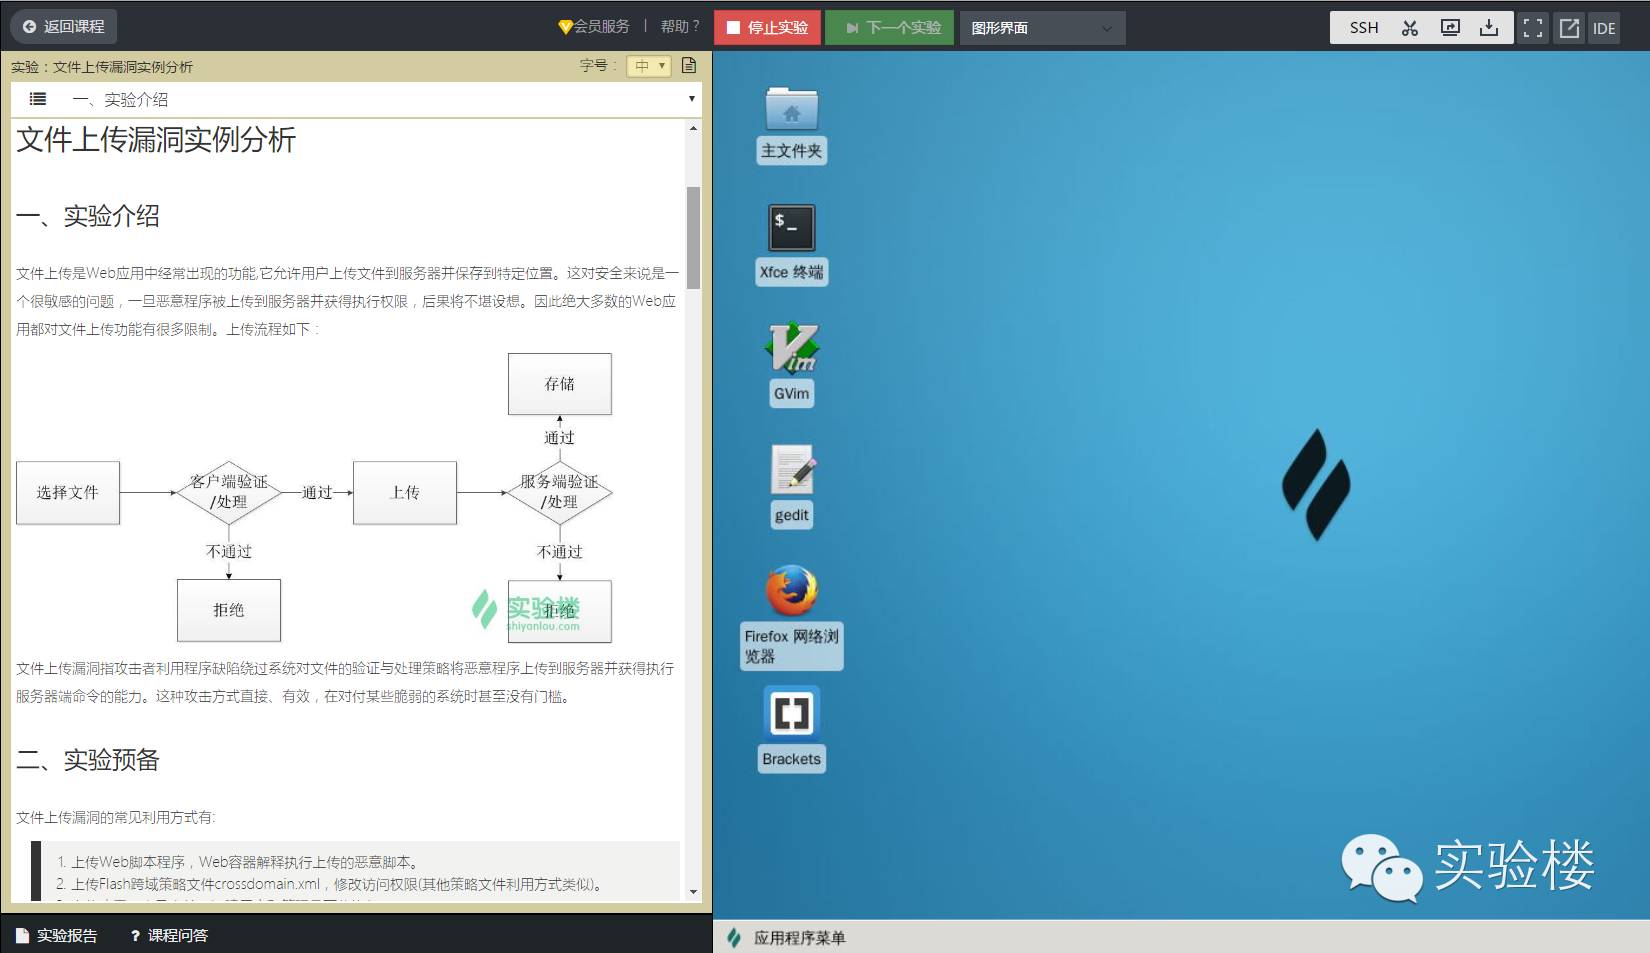 返回课程
会员服务 | 帮助 ?
停止实验
下一个实验
图形界面
SSH
IDE
实验：文件上传漏洞实例分析
字号：
中
一、实验介绍
文件上传漏洞实例分析
一、实验介绍
文件上传是Web应用中经常出现的功能,它允许用户上传文件到服务器并保存到特定位置。这对安全来说是一
个很敏感的问题，一旦恶意程序被上传到服务器并获得执行权限，后果将不堪设想。因此绝大多数的Web应
用都对文件上传功能有很多限制。上传流程如下：
存储
通过
选择文件
客户端验证
/处理
通过
上传
服务端验证
/处理
不通过
不通过
拒绝
拒绝
实验楼
shiyanlou.com
文件上传漏洞指攻击者利用程序缺陷绕过系统对文件的验证与处理策略将恶意程序上传到服务器并获得执行
服务器端命令的能力。这种攻击方式直接、有效，在对付某些脆弱的系统时甚至没有门槛。
二、实验预备
文件上传漏洞的常见利用方式有:
1. 上传Web脚本程序，Web容器解释执行上传的恶意脚本。
2. 上传Flash跨域策略文件crossdomain.xml，修改访问权限(其他策略文件利用方式类似)。
实验报告
? 课程问答
主文件夹
$_
Xfce 终端
Vim
GVim
gedit
Firefox 网络浏
览器
Brackets
实验楼
应用程序菜单